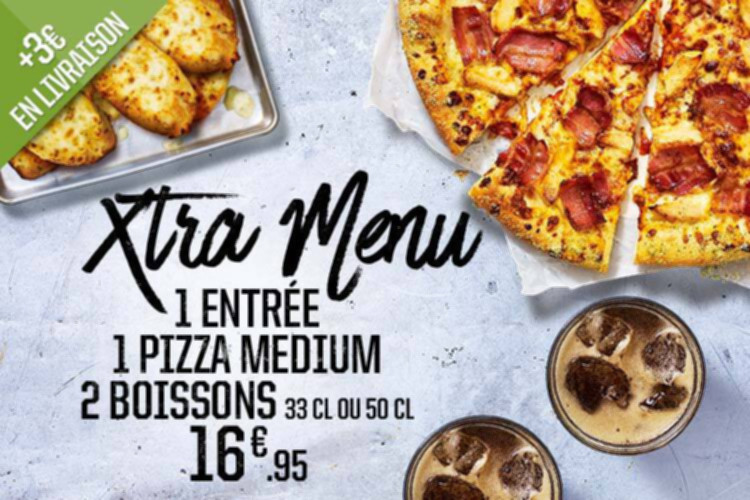 +3€
EN LIVRAISON
Xtra Menu
1 ENTRÉE
1 PIZZA MEDIUM
2 BOISSONS 33 CL OU 50 CL
16€.95